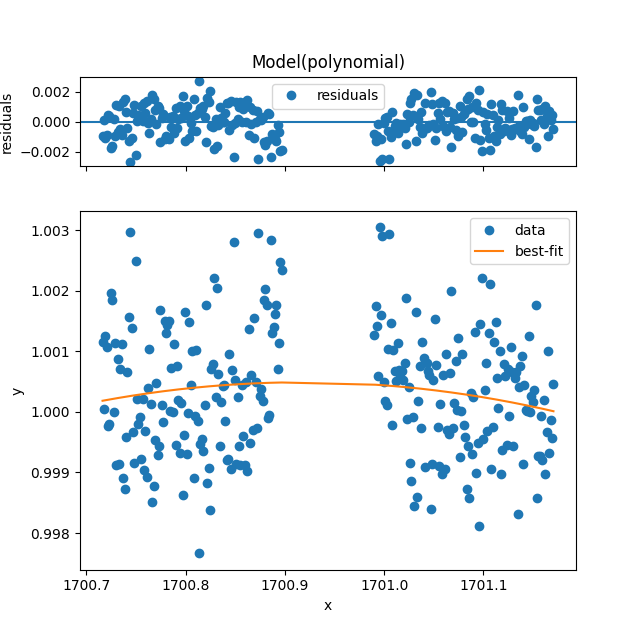 Model(polynomial)
residuals
0.002
0.000
−0.002
residuals
y
1.003
1.002
1.001
1.000
0.999
0.998
data
best-fit
1700.7 1700.8 1700.9 1701.0 1701.1
x